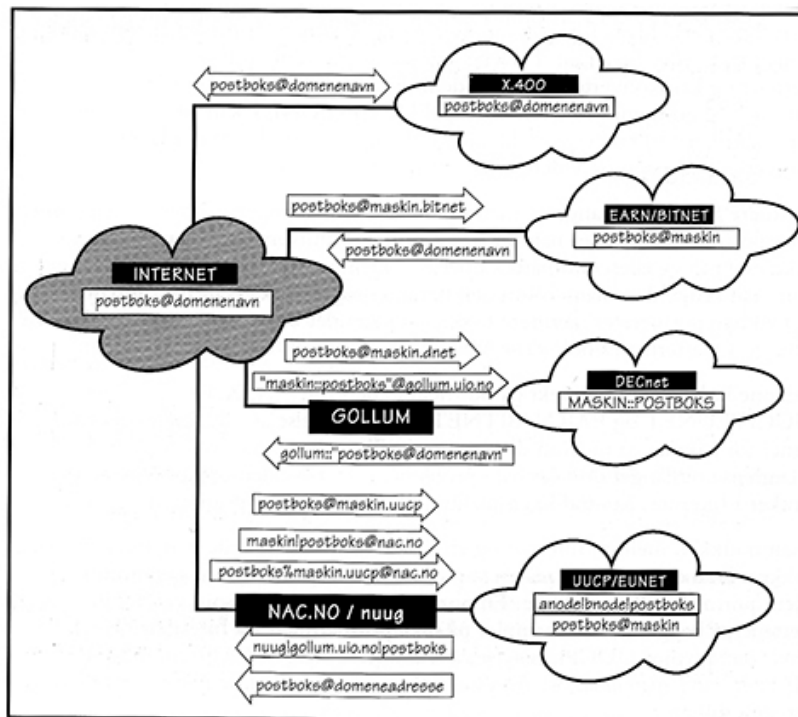 postboks@domenenavn
X.400
postboks@domenenavn
postboks@maskin.bitnet
EARN/BITNET
postboks@domenenavn
postboks@maskin
INTERNET
postboks@domenenavn
postboks@maskin.dnet
"maskin::postboks"@gollum.uio.no
DECnet
MASKIN::POSTBOKS
GOLLUM
gollum::"postboks@domenenavn"
postboks@maskin.uucp
maskin|postboks@nac.no
postboks%maskin.uucp@nac.no
UUCP/EUNET
anode|bnode|postboks
postboks@maskin
NAC.NO / nuug
nuug|gollum.uio.no|postboks
postboks@domeneadresse